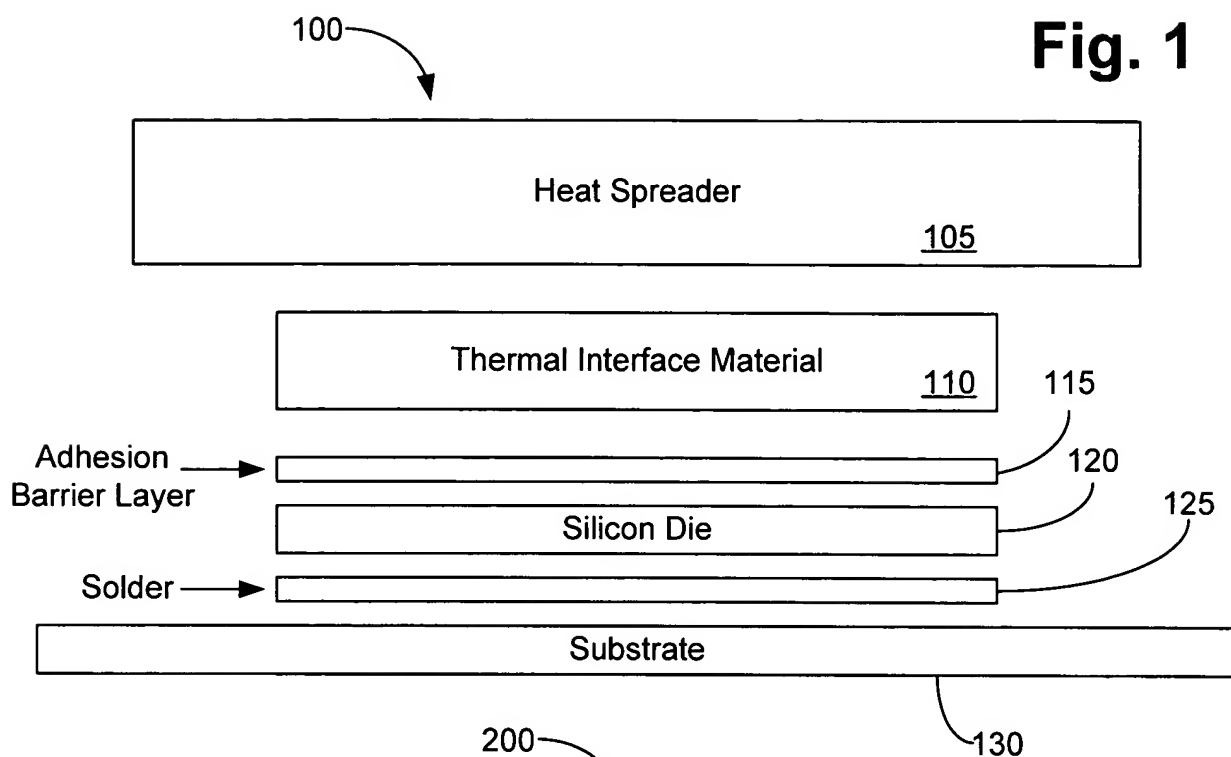 100
Fig. 1
Heat Spreader
105
Thermal Interface Material
110
115
Adhesion
Barrier Layer
120
Silicon Die
125
Solder
Substrate
200
130